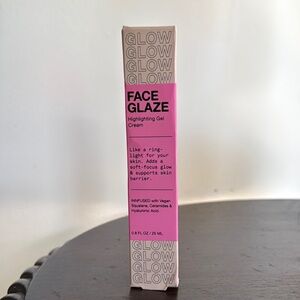 GLOW
GLOW
GLOW
GLOW
FACE
GLAZE
Highlighting Gel
Cream
Like a ring-
light for your
skin. Adds a
soft-focus glow
& supports skin
barrier.
INNFUSED with Vegan
Squalane, Ceramides &
Hyaluronic Acid
0.8 FL OZ / 25 ML
GLOW
GLOW
GLOW
GLOW